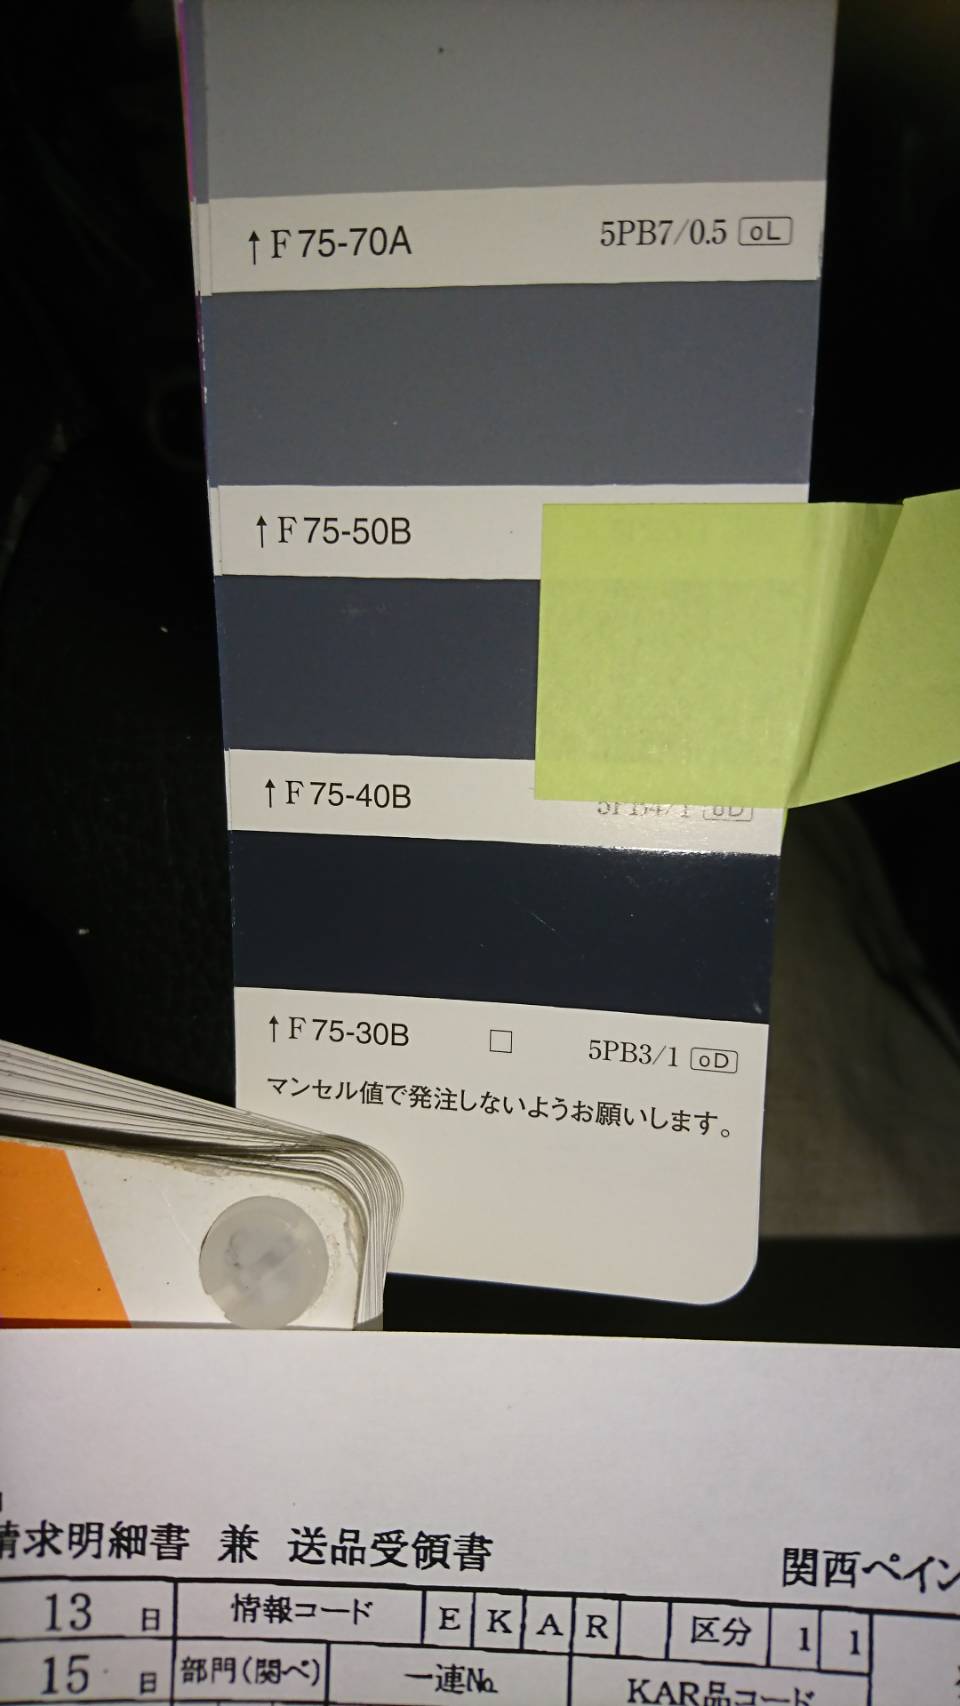 ↑F75-70A 5PB7/0.5 oL
↑F75-50B
↑F75-40B 5PB4/1 oD
↑F75-30B □ 5PB3/1 oD
マンセル値で発注しないようお願いします。
請求明細書 兼 送品受領書 関西ペイン
13 日 情報コード E K A R 区分 1 1
15 日 部門(関ペ) 一連No. KAR品コード